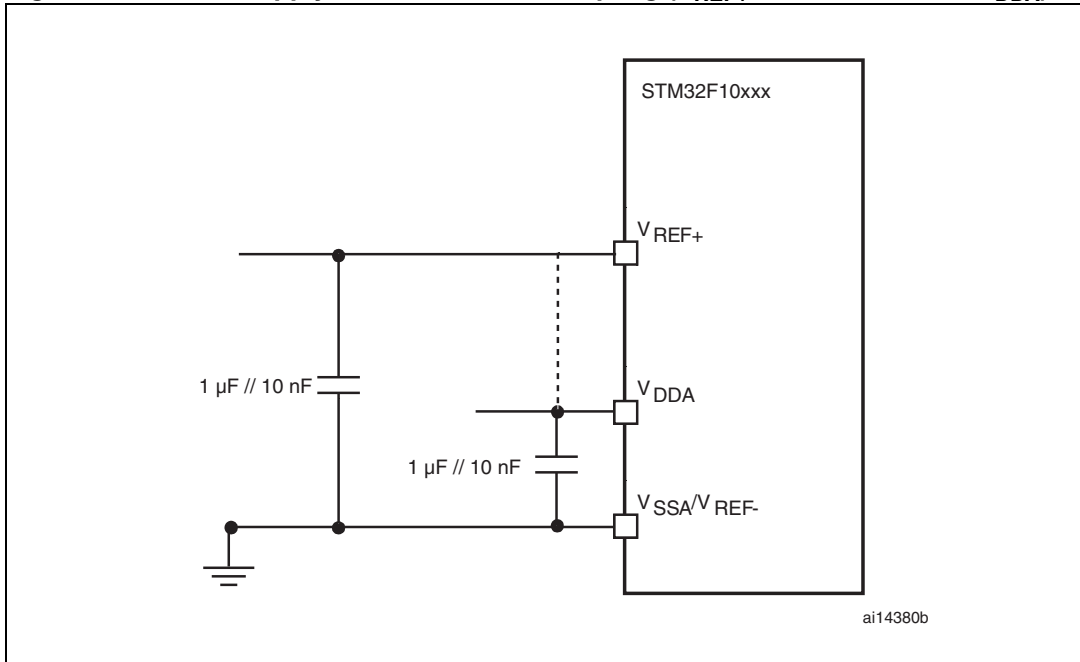 STM32F10xxx
VREF+
1 µF // 10 nF
VDDA
1 µF // 10 nF
VSSA/VREF-
ai14380b